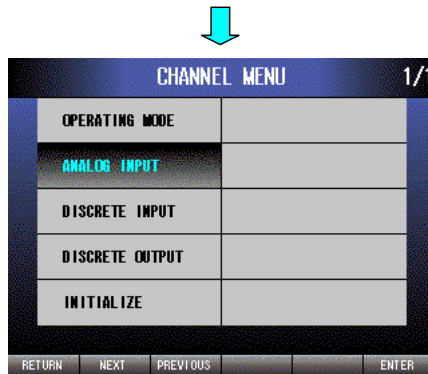 CHANNEL MENU 1/1
OPERATING MODE
ANALOG INPUT
DISCRETE INPUT
DISCRETE OUTPUT
INITIALIZE
RETURN NEXT PREVIOUS ENTER